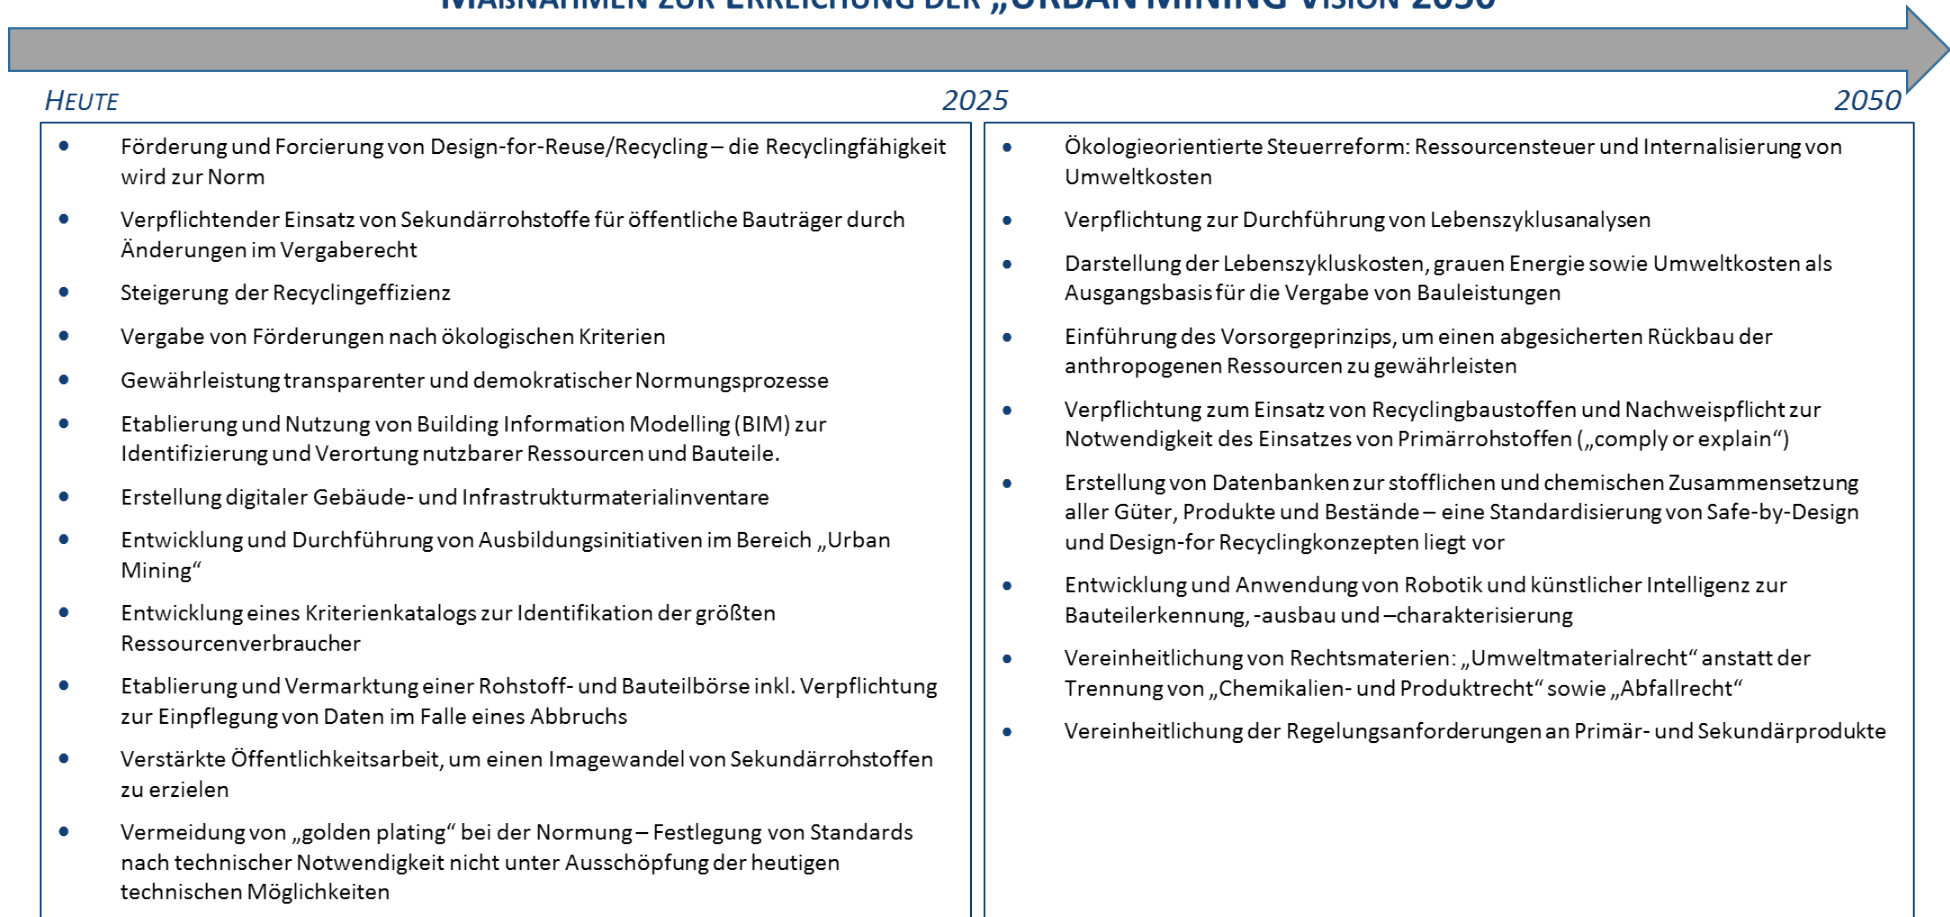 MAßNAHMEN ZUR ERREICHUNG DER „URBAN MINING VISION 2050
HEUTE 2025 2050
• Förderung und Forcierung von Design-for-Reuse/Recycling – die Recyclingfähigkeit
wird zur Norm
• Verpflichtender Einsatz von Sekundärrohstoffe für öffentliche Bauträger durch
Änderungen im Vergaberecht
• Steigerung der Recyclingeffizienz
• Vergabe von Förderungen nach ökologischen Kriterien
• Gewährleistung transparenter und demokratischer Normungsprozesse
• Etablierung und Nutzung von Building Information Modelling (BIM) zur
Identifizierung und Verortung nutzbarer Ressourcen und Bauteile.
• Erstellung digitaler Gebäude- und Infrastrukturmaterialinventare
• Entwicklung und Durchführung von Ausbildungsinitiativen im Bereich „Urban
Mining“
• Entwicklung eines Kriterienkatalogs zur Identifikation der größten
Ressourcenverbraucher
• Etablierung und Vermarktung einer Rohstoff- und Bauteilbörse inkl. Verpflichtung
zur Einpflegung von Daten im Falle eines Abbruchs
• Verstärkte Öffentlichkeitsarbeit, um einen Imagewandel von Sekundärrohstoffen
zu erzielen
• Vermeidung von „golden plating“ bei der Normung – Festlegung von Standards
nach technischer Notwendigkeit nicht unter Ausschöpfung der heutigen
technischen Möglichkeiten
• Ökologieorientierte Steuerreform: Ressourcensteuer und Internalisierung von
Umweltkosten
• Verpflichtung zur Durchführung von Lebenszyklusanalysen
• Darstellung der Lebenszykluskosten, grauen Energie sowie Umweltkosten als
Ausgangsbasis für die Vergabe von Bauleistungen
• Einführung des Vorsorgeprinzips, um einen abgesicherten Rückbau der
anthropogenen Ressourcen zu gewährleisten
• Verpflichtung zum Einsatz von Recyclingbaustoffen und Nachweispflicht zur
Notwendigkeit des Einsatzes von Primärrohstoffen („comply or explain“)
• Erstellung von Datenbanken zur stofflichen und chemischen Zusammensetzung
aller Güter, Produkte und Bestände – eine Standardisierung von Safe-by-Design
und Design-for Recyclingkonzepten liegt vor
• Entwicklung und Anwendung von Robotik und künstlicher Intelligenz zur
Bauteilerkennung, -ausbau und –charakterisierung
• Vereinheitlichung von Rechtsmaterien: „Umweltmaterialrecht“ anstatt der
Trennung von „Chemikalien- und Produktrecht“ sowie „Abfallrecht“
• Vereinheitlichung der Regelungsanforderungen an Primär- und Sekundärprodukte